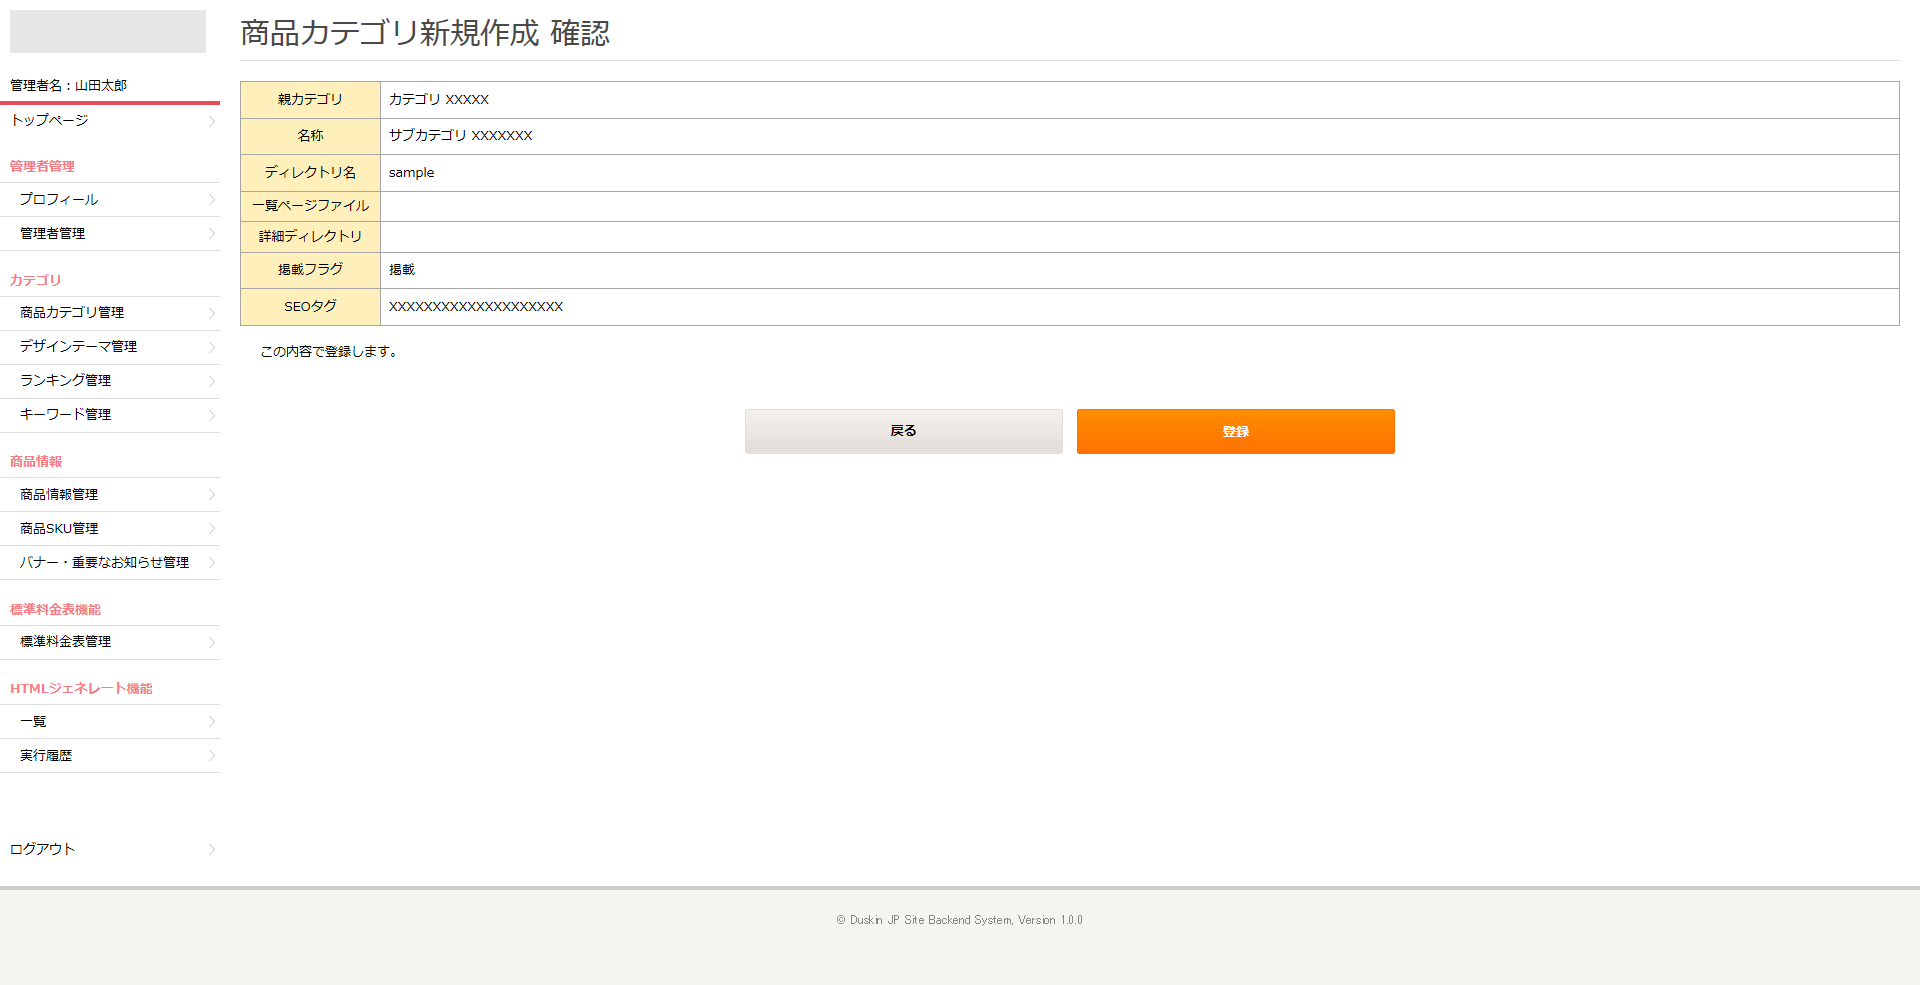 管理者名：山田太郎
トップページ
管理者管理
プロフィール
管理者管理
カテゴリ
商品カテゴリ管理
デザインテーマ管理
ランキング管理
キーワード管理
商品情報
商品情報管理
商品SKU管理
バナー・重要なお知らせ管理
標準料金表機能
標準料金表管理
HTMLジェネレート機能
一覧
実行履歴
ログアウト
商品カテゴリ新規作成 確認
親カテゴリ カテゴリ XXXXX
名称 サブカテゴリ XXXXXXX
ディレクトリ名 sample
一覧ページファイル
詳細ディレクトリ
掲載フラグ 掲載
SEOタグ XXXXXXXXXXXXXXXXXXXX
この内容で登録します。
戻る 登録
© Duskin JP Site Backend System, Version 1.0.0